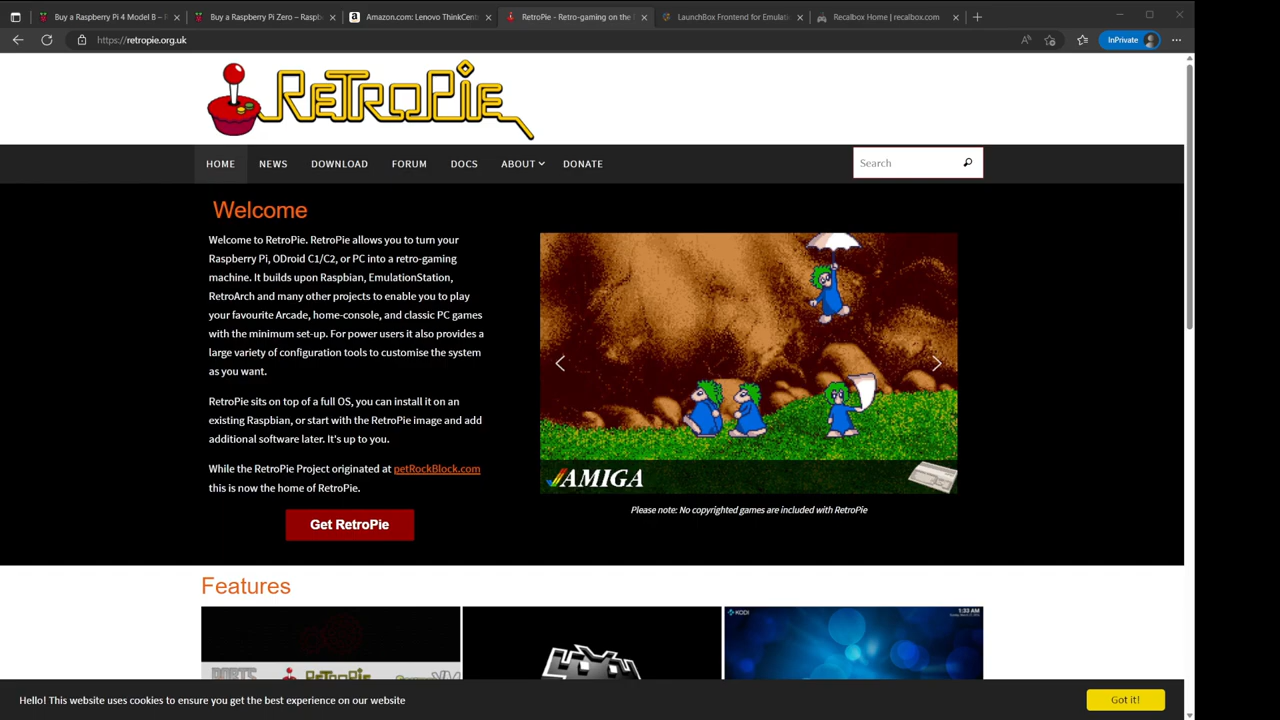 Buy a Raspberry Pi 4 Model B – R
Buy a Raspberry Pi Zero – Raspb
Amazon.com: Lenovo ThinkCent
RetroPie - Retro-gaming on the
LaunchBox Frontend for Emulati
Recalbox Home | recalbox.com
https://retropie.org.uk
InPrivate
RETROPIE
HOME
NEWS
DOWNLOAD
FORUM
DOCS
ABOUT
DONATE
Search
Welcome
Welcome to RetroPie. RetroPie allows you to turn your
Raspberry Pi, ODroid C1/C2, or PC into a retro-gaming
machine. It builds upon Raspbian, EmulationStation,
RetroArch and many other projects to enable you to play
your favourite Arcade, home-console, and classic PC games
with the minimum set-up. For power users it also provides a
large variety of configuration tools to customise the system
as you want.
RetroPie sits on top of a full OS, you can install it on an
existing Raspbian, or start with the RetroPie image and add
additional software later. It's up to you.
While the RetroPie Project originated at petRockBlock.com
this is now the home of RetroPie.
Get RetroPie
AMIGA
Please note: No copyrighted games are included with RetroPie
Features
PORTS
RETROPIE
KODI
1:33 AM
Hello! This website uses cookies to ensure you get the best experience on our website
Got it!